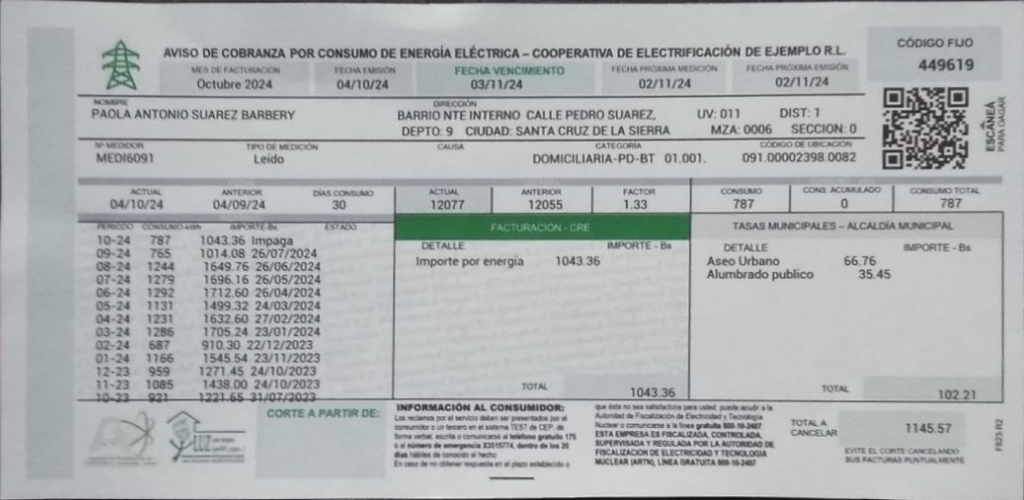 AVISO DE COBRANZA POR CONSUMO DE ENERGÍA ELÉCTRICA – COOPERATIVA DE ELECTRIFICACIÓN DE EJEMPLO R.L.
CÓDIGO FIJO
449619
MES DE FACTURACIÓN FECHA EMISIÓN FECHA VENCIMIENTO FECHA PRÓXIMA MEDICIÓN FECHA PRÓXIMA EMISIÓN
Octubre 2024 04/10/24 03/11/24 02/11/24 02/11/24
NOMBRE DIRECCIÓN
PAOLA ANTONIO SUAREZ BARBERY BARRIO NTE INTERNO CALLE PEDRO SUAREZ, UV: 011 DIST: 1
DEPTO: 9 CIUDAD: SANTA CRUZ DE LA SIERRA MZA: 0006 SECCION: 0
ESCANEÁ
PARA PAGAR
Nº MEDIDOR TIPO DE MEDICIÓN CAUSA CATEGORÍA CÓDIGO DE UBICACIÓN
MEDI6091 Leido DOMICILIARIA-PD-BT 01.001. 091.00002398.0082
ACTUAL ANTERIOR DÍAS CONSUMO ACTUAL ANTERIOR FACTOR CONSUMO CONS. ACUMULADO CONSUMO TOTAL
04/10/24 04/09/24 30 12077 12055 1.33 787 0 787
PERIODO CONSUMO-kWh IMPORTE-Bs ESTADO
10-24 787 1043.36 Impaga
09-24 765 1014.08 26/07/2024
08-24 1244 1649.76 26/06/2024
07-24 1279 1696.16 26/05/2024
06-24 1292 1712.60 26/04/2024
05-24 1131 1499.32 24/03/2024
04-24 1231 1632.60 27/02/2024
03-24 1286 1705.24 23/01/2024
02-24 687 910.30 22/12/2023
01-24 1166 1545.54 23/11/2023
12-23 959 1271.45 24/10/2023
11-23 1085 1438.00 24/10/2023
10-23 921 1221.65 31/07/2023
FACTURACIÓN - CRE
DETALLE IMPORTE - Bs
Importe por energía 1043.36
TOTAL 1043.36
TASAS MUNICIPALES – ALCALDÍA MUNICIPAL
DETALLE IMPORTE - Bs
Aseo Urbano 66.76
Alumbrado publico 35.45
TOTAL 102.21
LUZ
CORTE A PARTIR DE:
INFORMACIÓN AL CONSUMIDOR:
Los reclamos por el servicio deben ser presentados por el
consumidor o un tercero en el sistema TEST de CEP, de
forma verbal, escrita o comunicarse al teléfono gratuito 175
o al número de emergencia X3515774, dentro de los 20
días hábiles de conocido el hecho
En caso de no obtener respuesta en el plazo establecido o
que ésta no sea satisfactoria para usted, puede acudir a la
Autoridad de Fiscalización de Electricidad y Tecnología
Nuclear o comunicarse a la línea gratuita 800-10-2407
ESTA EMPRESA ES FISCALIZADA, CONTROLADA,
SUPERVISADA Y REGULADA POR LA AUTORIDAD DE
FISCALIZACIÓN DE ELECTRICIDAD Y TECNOLOGÍA
NUCLEAR (ARTN), LÍNEA GRATUITA 800-10-2407
TOTAL A
CANCELAR
1145.57
EVITE EL CORTE CANCELANDO
SUS FACTURAS PUNTUALMENTE
F823-R2